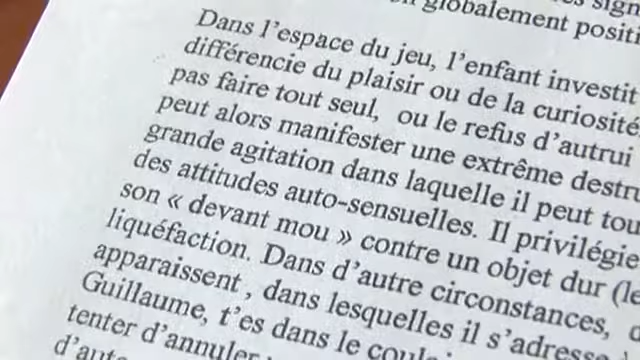 globalement positi
Dans l'espace du jeu, l'enfant investit
différencie du plaisir ou de la curiosité
pas faire tout seul, ou le refus d'autrui
peut alors manifester une extrême destr
grande agitation dans laquelle il peut tou
des attitudes auto-sensuelles. Il privilégie
son « devant mou » contre un objet dur (le
liquéfaction. Dans d'autre circonstances,
apparaissent, dans lesquelles il s'adresse
Guillaume, t'es dans le coul
tenter d'annuler